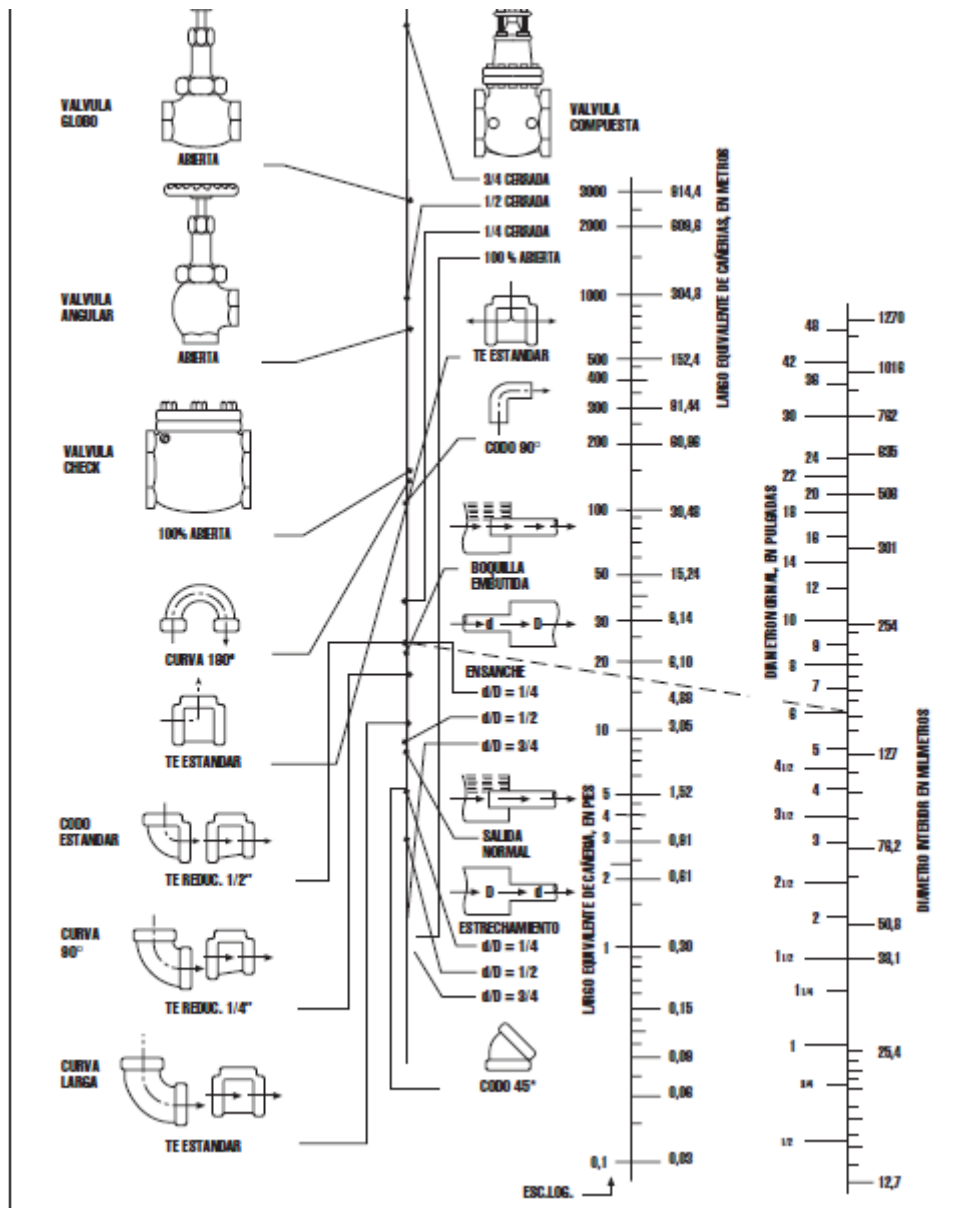 VALVULA
GLOBO
ABIERTA
VALVULA
ANGULAR
ABIERTA
VALVULA
CHECK
100% ABIERTA
CURVA 180°
TE ESTANDAR
CODO
ESTANDAR
TE REDUC. 1/2"
CURVA
90°
TE REDUC. 1/4"
CURVA
LARGA
TE ESTANDAR
VALVULA
COMPUESTA
3/4 CERRADA
1/2 CERRADA
1/4 CERRADA
100 % ABIERTA
TE ESTANDAR
CODO 90°
BOQUILLA
EMBUTIDA
d D
ENSANCHE
d/D = 1/4
d/D = 1/2
d/D = 3/4
SALIDA
NORMAL
D d
ESTRECHAMIENTO
d/D = 1/4
d/D = 1/2
d/D = 3/4
CODO 45°
ESC.LOG.
LARGO EQUIVALENTE DE CAÑERIA, EN PIES
3000
2000
1000
500
400
300
200
100
50
30
20
10
5
4
3
2
1
0,1
LARGO EQUIVALENTE DE CAÑERIAS, EN METROS
914,4
609,6
304,8
152,4
91,44
60,96
30,48
15,24
9,14
6,10
4,88
3,05
1,52
0,91
0,61
0,30
0,15
0,09
0,06
0,03
DIAMETRO NORMAL, EN PULGADAS
48
42
36
30
24
22
20
18
16
14
12
10
9
8
7
6
5
4 1/2
4
3 1/2
3
2 1/2
2
1 1/2
1 1/4
1
3/4
1/2
DIAMETRO INTERIOR EN MILIMETROS
1270
1016
762
635
508
381
254
127
76,2
50,8
38,1
25,4
12,7